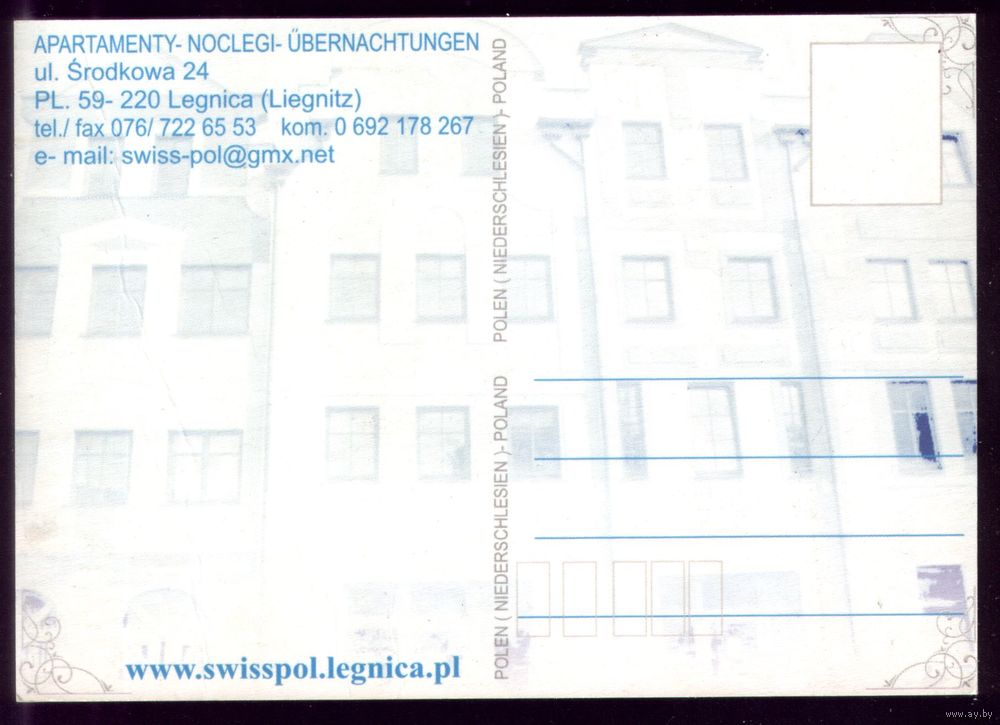 APARTAMENTY- NOCLEGI- ÜBERNACHTUNGEN
ul. Środkowa 24
PL. 59- 220 Legnica (Liegnitz)
tel./ fax 076/ 722 65 53 kom. 0 692 178 267
e- mail: swiss-pol@gmx.net
POLEN ( NIEDERSCHLESIEN )- POLAND
POLEN ( NIEDERSCHLESIEN )- POLAND
www.swisspol.legnica.pl
www.ay.by